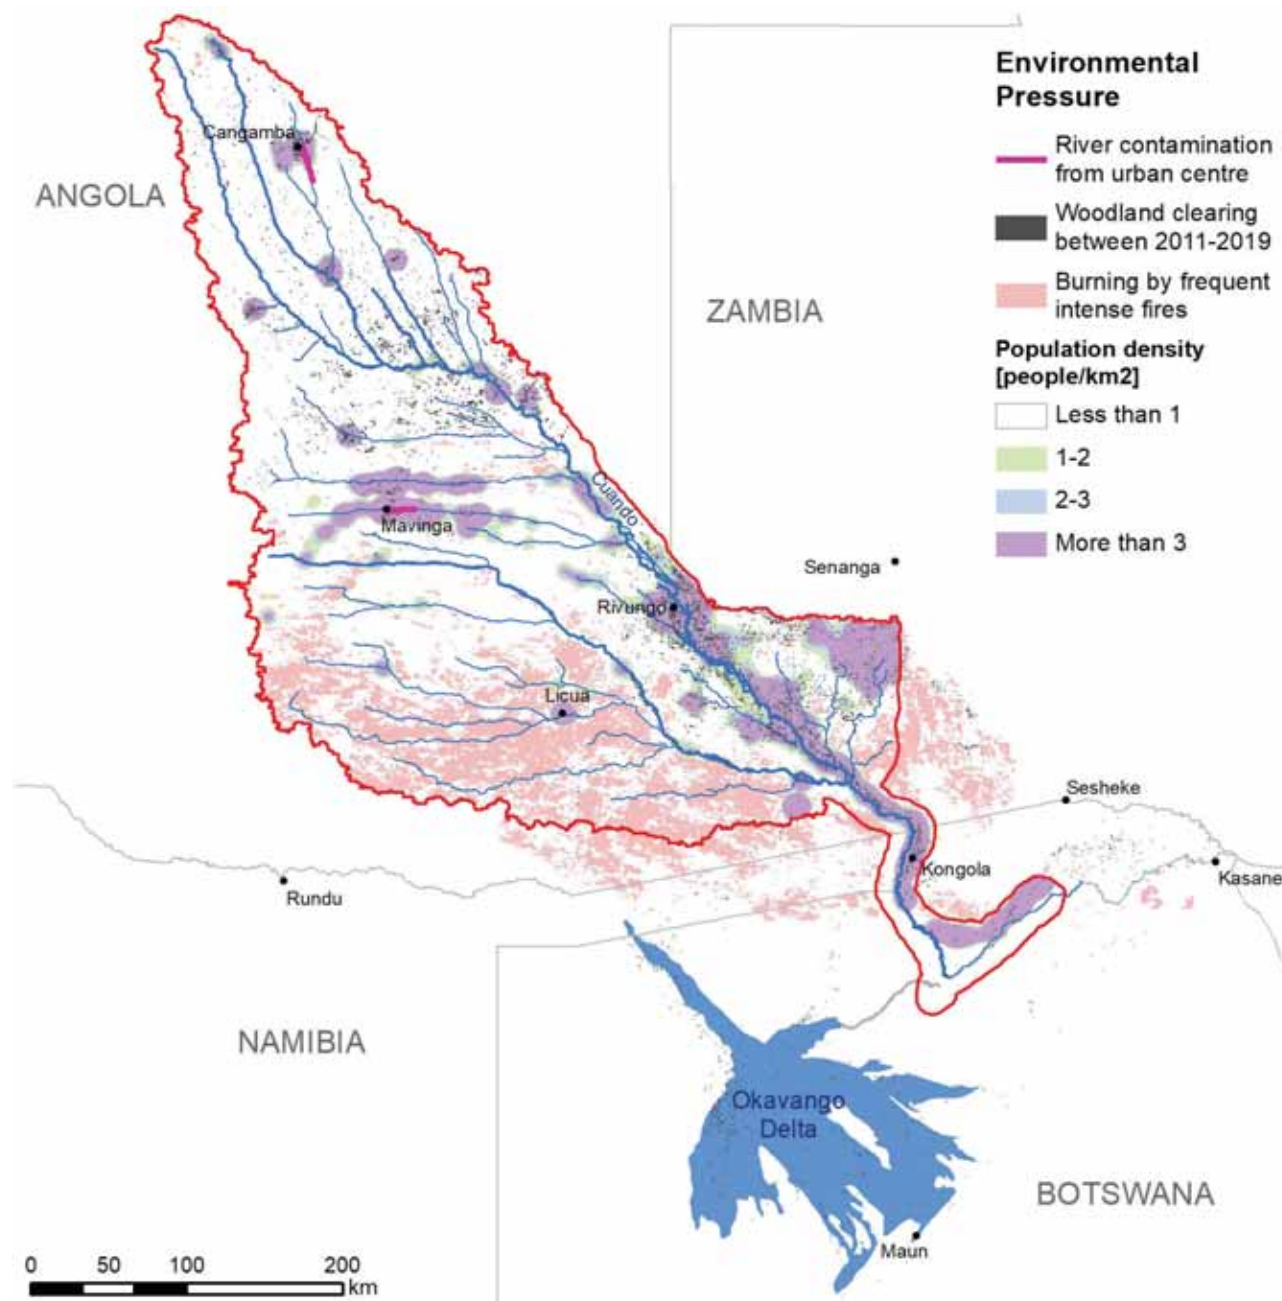 Environmental
Pressure
River contamination
from urban centre
Woodland clearing
between 2011-2019
Burning by frequent
intense fires
Population density
[people/km2]
Less than 1
1-2
2-3
More than 3
Cangamba
ANGOLA
ZAMBIA
Cuando
Mavinga
Senanga
Rivungo
Licua
Sesheke
Kongola
Kasane
Rundu
NAMIBIA
Okavango
Delta
BOTSWANA
Maun
0 50 100 200
km